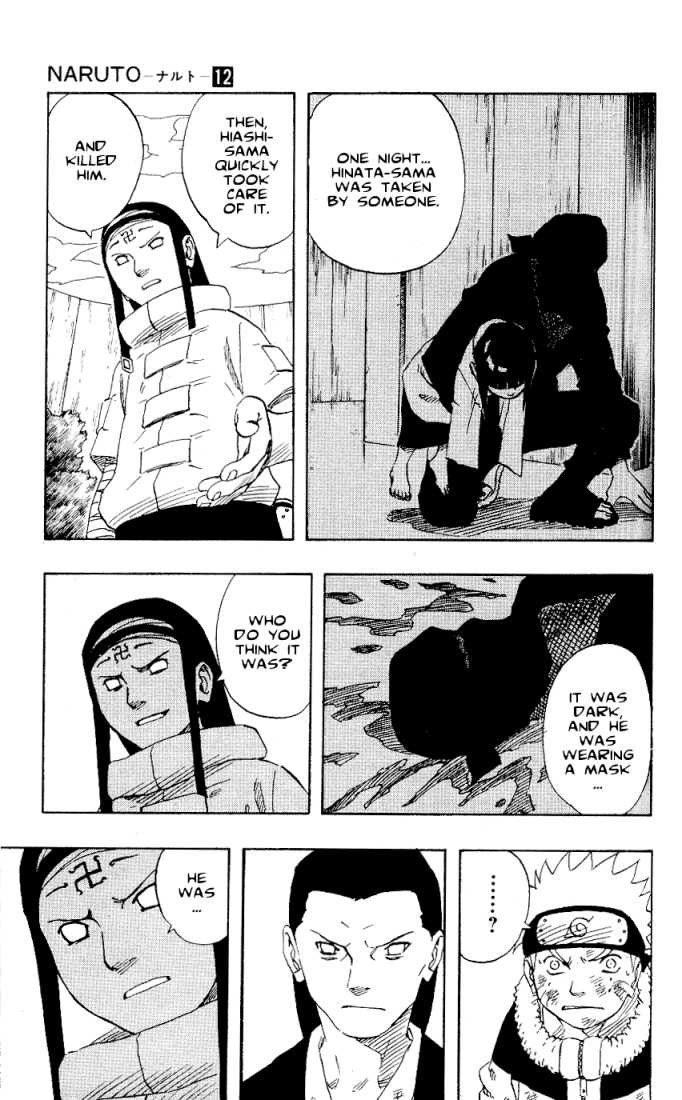 NARUTO—ナルト—12
ONE NIGHT...
HINATA-SAMA
WAS TAKEN
BY SOMEONE.
THEN,
HIASHI-
SAMA
QUICKLY
TOOK
CARE
OF IT.
AND
KILLED
HIM.
IT WAS
DARK,
AND HE
WAS
WEARING
A MASK
...
WHO
DO YOU
THINK IT
WAS?
......?
HE
WAS
...